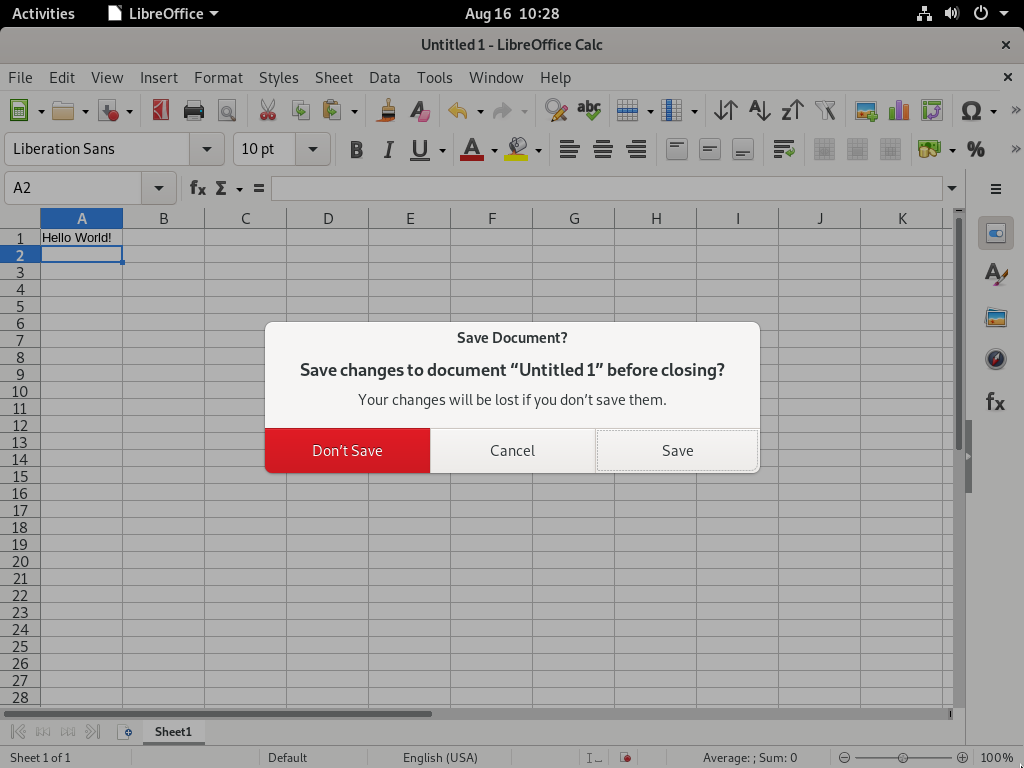 Activities LibreOffice Aug 16 10:28
Untitled 1 - LibreOffice Calc
File Edit View Insert Format Styles Sheet Data Tools Window Help
Liberation Sans 10 pt B I U A %
A2 fx Σ =
A B C D E F G H I J K
1 Hello World!
2
3
4
5
6
7
8
9
10
11
12
13
14
15
16
17
18
19
20
21
22
23
24
25
26
27
28
Save Document?
Save changes to document “Untitled 1” before closing?
Your changes will be lost if you don’t save them.
Don’t Save Cancel Save
Sheet1
Sheet 1 of 1 Default English (USA) Average: ; Sum: 0 100%